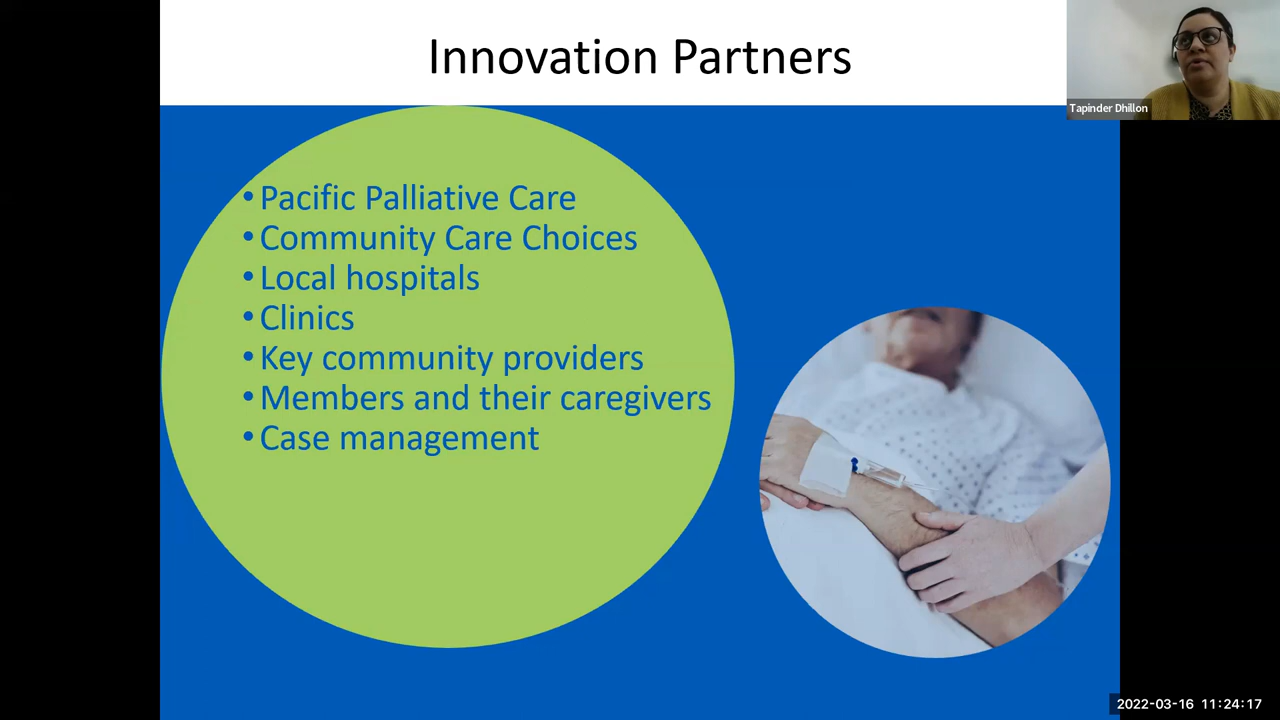 Innovation Partners
Tapinder Dhillon
• Pacific Palliative Care
• Community Care Choices
• Local hospitals
• Clinics
• Key community providers
• Members and their caregivers
• Case management
2022-03-16 11:24:17